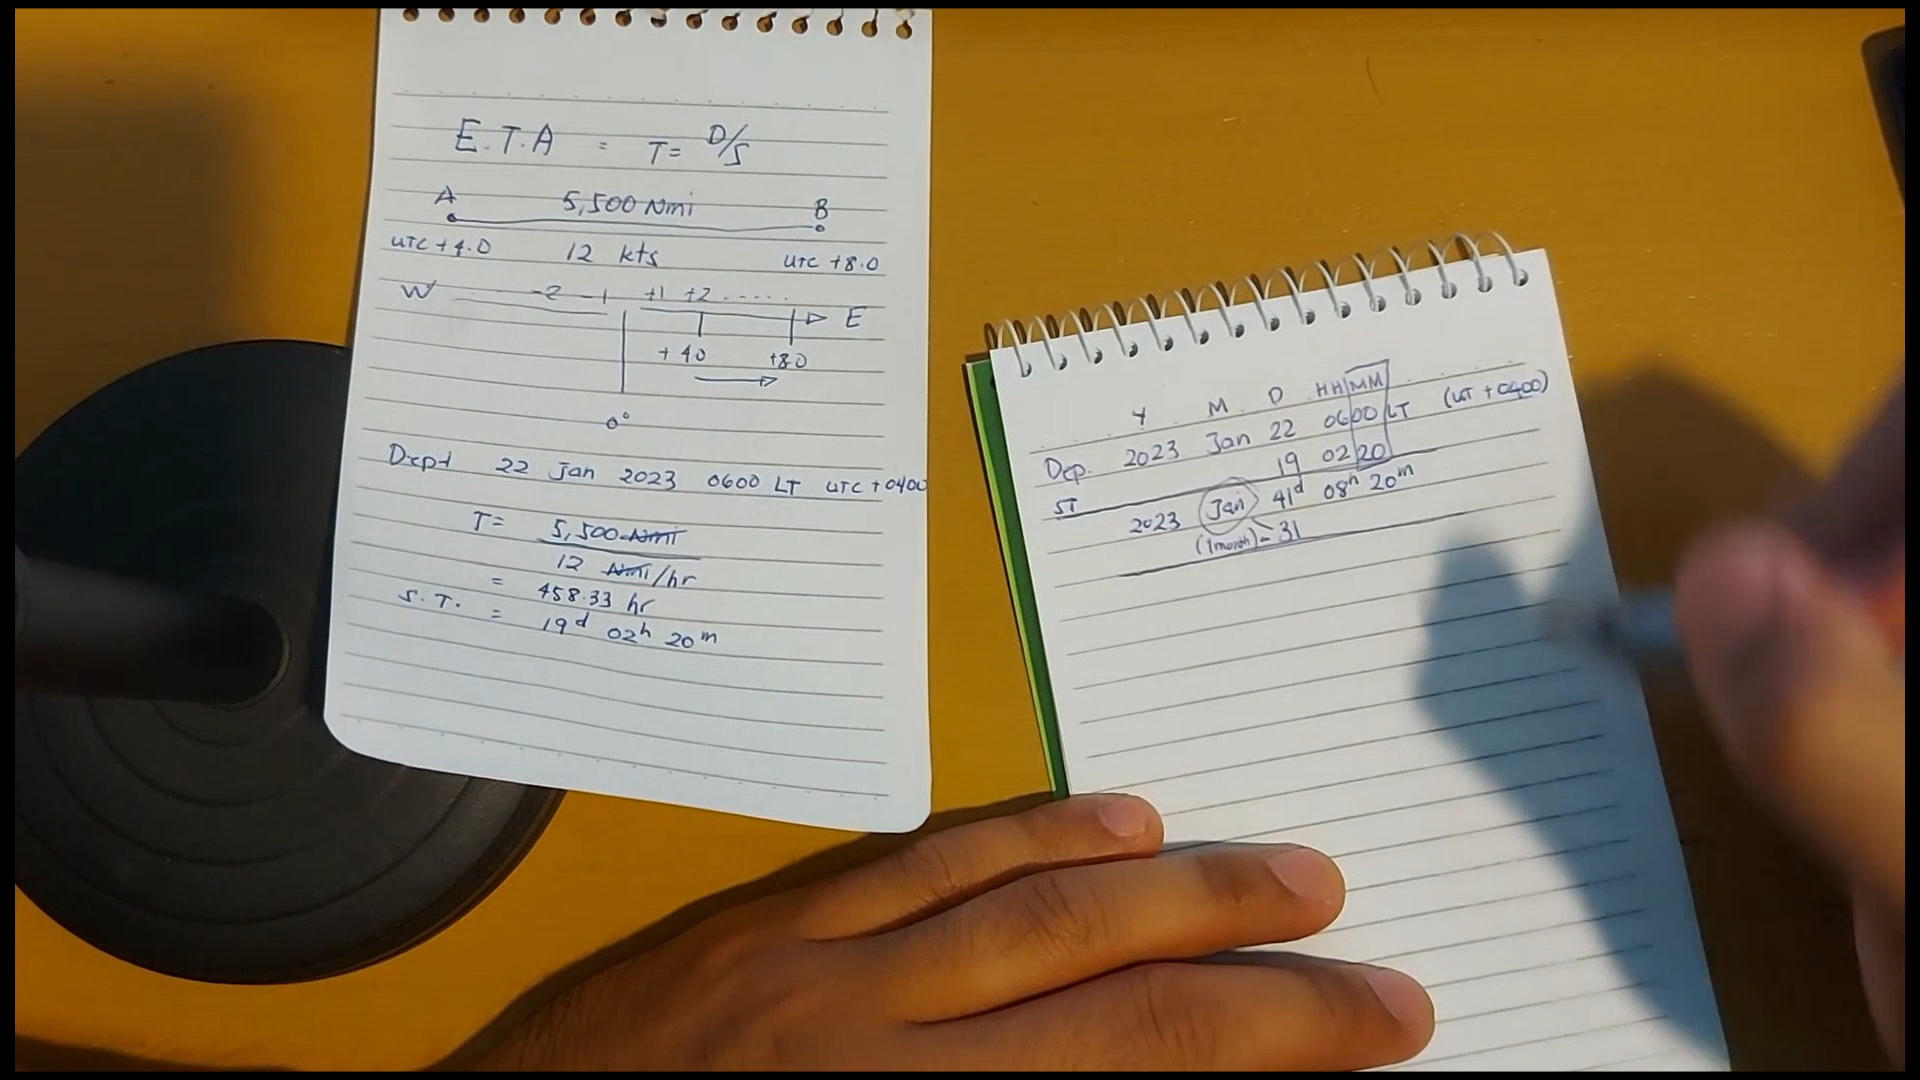 E.T.A = T= D/S
A 5,500 Nmi B
UTC +4.0 12 kts UTC +8.0
W -2 -1 +1 +2 ..... E
+4.0 +8.0
0°
Dept 22 Jan 2023 0600 LT UTC +0400
T= 5,500 Nmi
12 Nmi/hr
= 458.33 hr
S.T. = 19d 02h 20m
Y M D HH MM
Dep. 2023 Jan 22 0600 LT (UT +0400)
ST 19 02 20
2023 Jan 41d 08h 20m
(1month) - 31